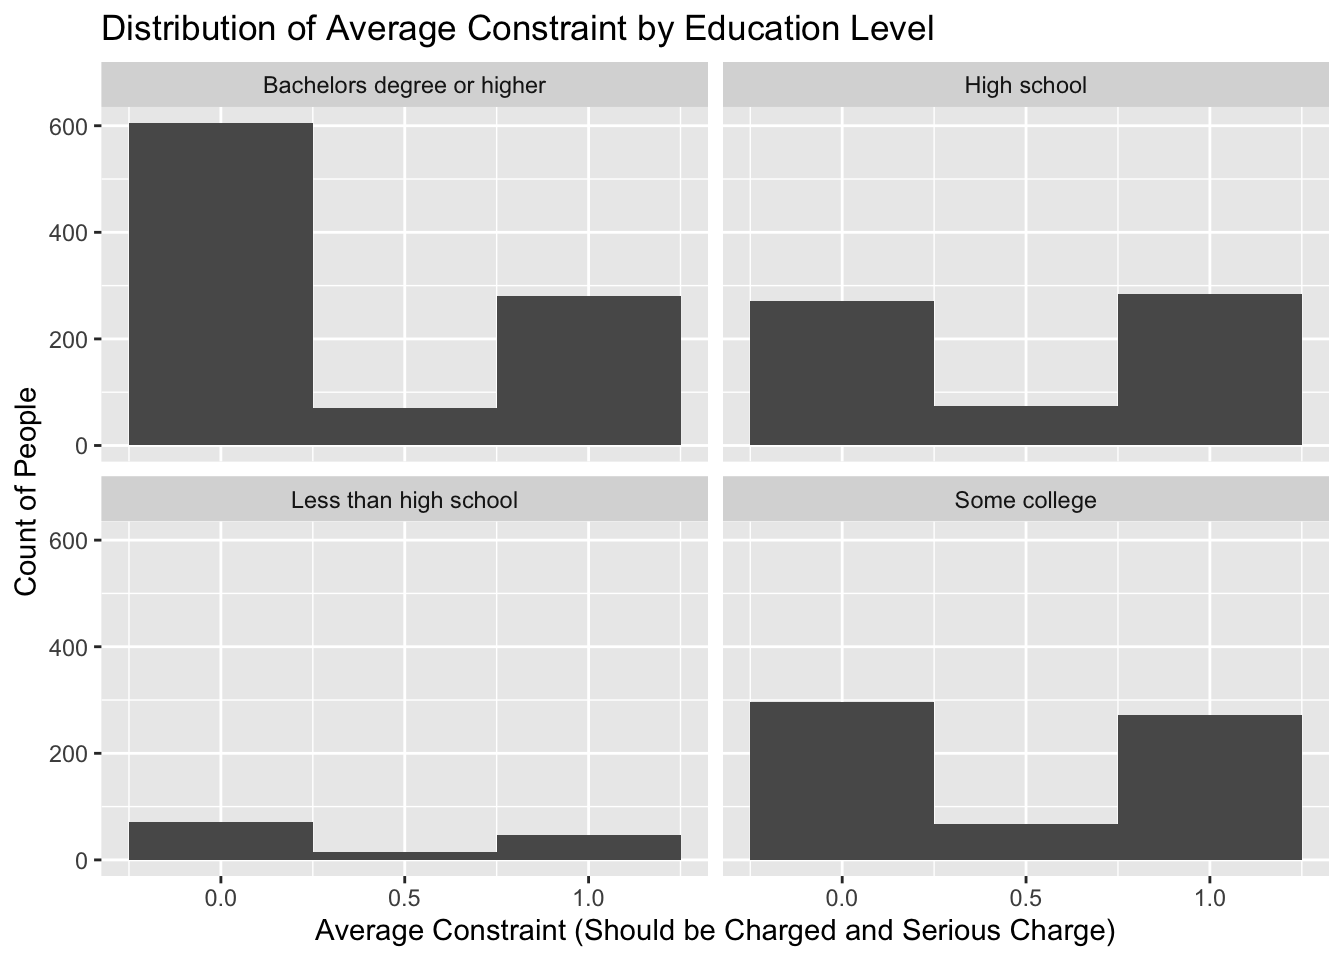 Distribution of Average Constraint by Education Level
Bachelors degree or higher
High school
600
400
200
0
Less than high school
Some college
600
400
200
0
0.0 0.5 1.0
0.0 0.5 1.0
Average Constraint (Should be Charged and Serious Charge)
Count of People